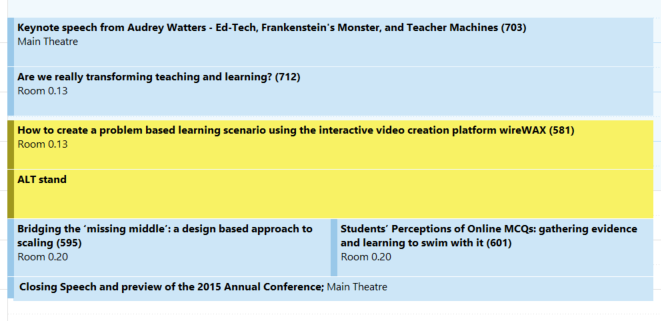 Keynote speech from Audrey Watters - Ed-Tech, Frankenstein's Monster, and Teacher Machines (703)
Main Theatre
Are we really transforming teaching and learning? (712)
Room 0.13
How to create a problem based learning scenario using the interactive video creation platform wireWAX (581)
Room 0.13
ALT stand
Bridging the ‘missing middle’: a design based approach to
scaling (595)
Room 0.20
Students’ Perceptions of Online MCQs: gathering evidence
and learning to swim with it (601)
Room 0.20
Closing Speech and preview of the 2015 Annual Conference; Main Theatre